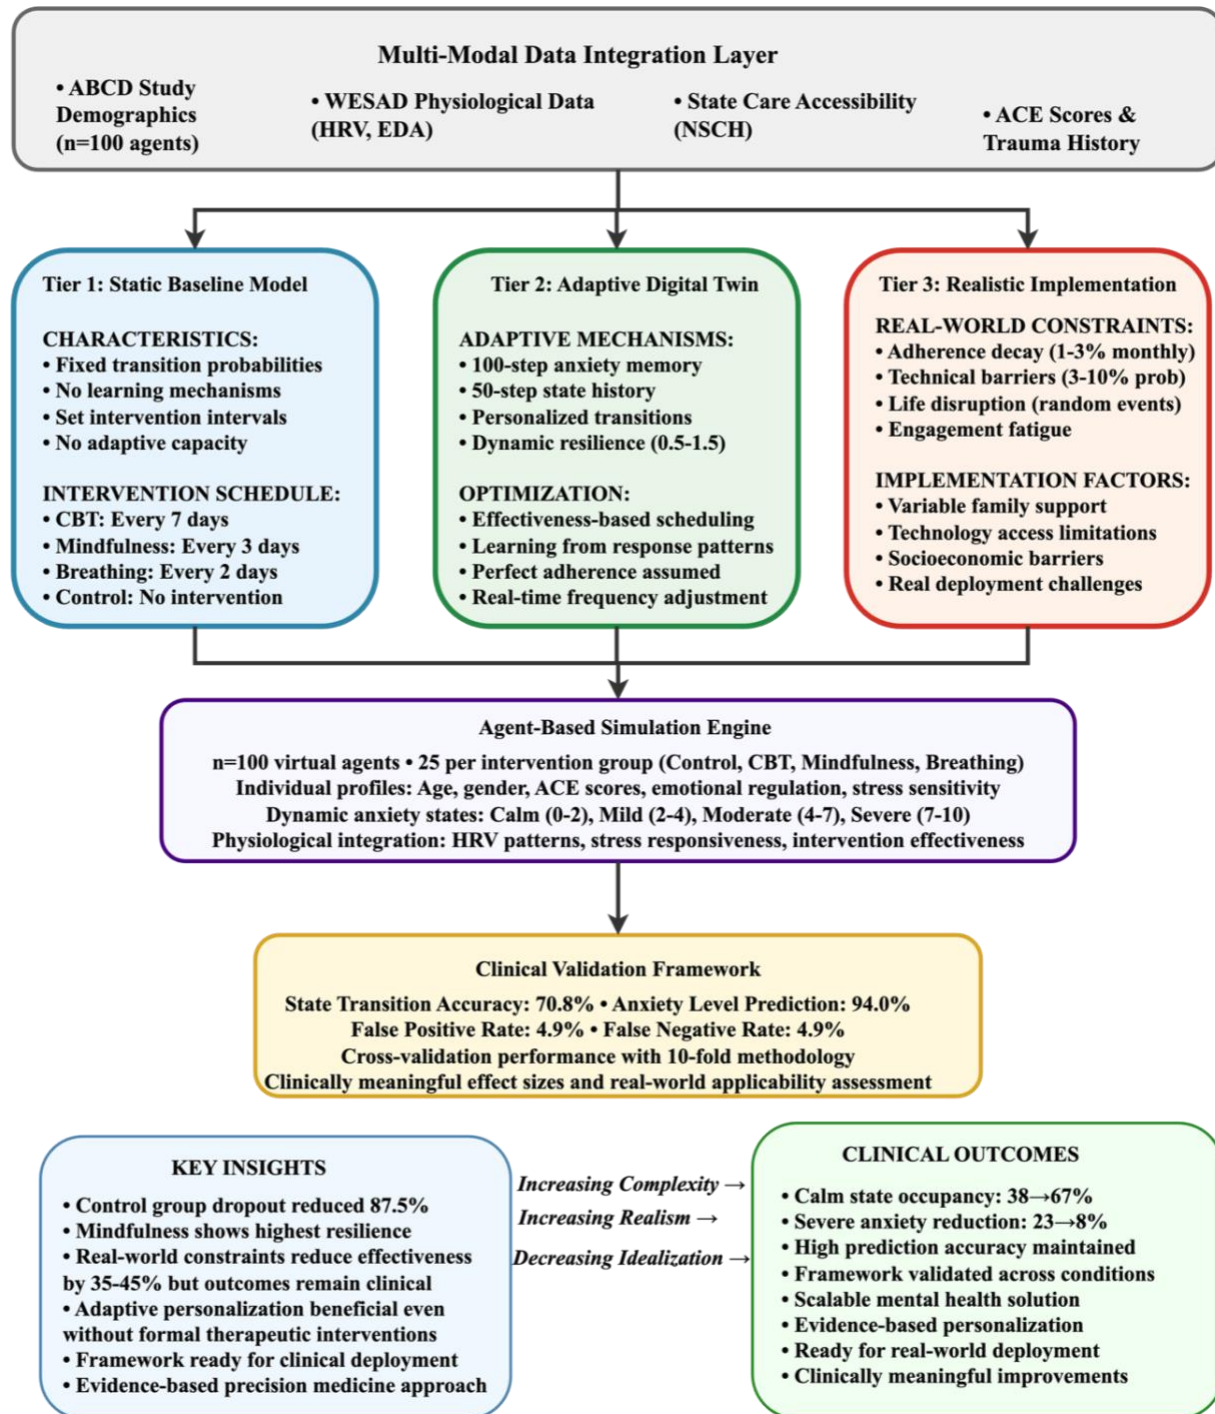 Multi-Modal Data Integration Layer
• ABCD Study
Demographics
(n=100 agents)
• WESAD Physiological Data
(HRV, EDA)
• State Care Accessibility
(NSCH)
• ACE Scores &
Trauma History
Tier 1: Static Baseline Model
CHARACTERISTICS:
• Fixed transition probabilities
• No learning mechanisms
• Set intervention intervals
• No adaptive capacity
INTERVENTION SCHEDULE:
• CBT: Every 7 days
• Mindfulness: Every 3 days
• Breathing: Every 2 days
• Control: No intervention
Tier 2: Adaptive Digital Twin
ADAPTIVE MECHANISMS:
• 100-step anxiety memory
• 50-step state history
• Personalized transitions
• Dynamic resilience (0.5-1.5)
OPTIMIZATION:
• Effectiveness-based scheduling
• Learning from response patterns
• Perfect adherence assumed
• Real-time frequency adjustment
Tier 3: Realistic Implementation
REAL-WORLD CONSTRAINTS:
• Adherence decay (1-3% monthly)
• Technical barriers (3-10% prob)
• Life disruption (random events)
• Engagement fatigue
IMPLEMENTATION FACTORS:
• Variable family support
• Technology access limitations
• Socioeconomic barriers
• Real deployment challenges
Agent-Based Simulation Engine
n=100 virtual agents • 25 per intervention group (Control, CBT, Mindfulness, Breathing)
Individual profiles: Age, gender, ACE scores, emotional regulation, stress sensitivity
Dynamic anxiety states: Calm (0-2), Mild (2-4), Moderate (4-7), Severe (7-10)
Physiological integration: HRV patterns, stress responsiveness, intervention effectiveness
Clinical Validation Framework
State Transition Accuracy: 70.8% • Anxiety Level Prediction: 94.0%
False Positive Rate: 4.9% • False Negative Rate: 4.9%
Cross-validation performance with 10-fold methodology
Clinically meaningful effect sizes and real-world applicability assessment
KEY INSIGHTS
• Control group dropout reduced 87.5%
• Mindfulness shows highest resilience
• Real-world constraints reduce effectiveness
by 35-45% but outcomes remain clinical
• Adaptive personalization beneficial even
without formal therapeutic interventions
• Framework ready for clinical deployment
• Evidence-based precision medicine approach
Increasing Complexity →
Increasing Realism →
Decreasing Idealization →
CLINICAL OUTCOMES
• Calm state occupancy: 38→67%
• Severe anxiety reduction: 23→8%
• High prediction accuracy maintained
• Framework validated across conditions
• Scalable mental health solution
• Evidence-based personalization
• Ready for real-world deployment
• Clinically meaningful improvements